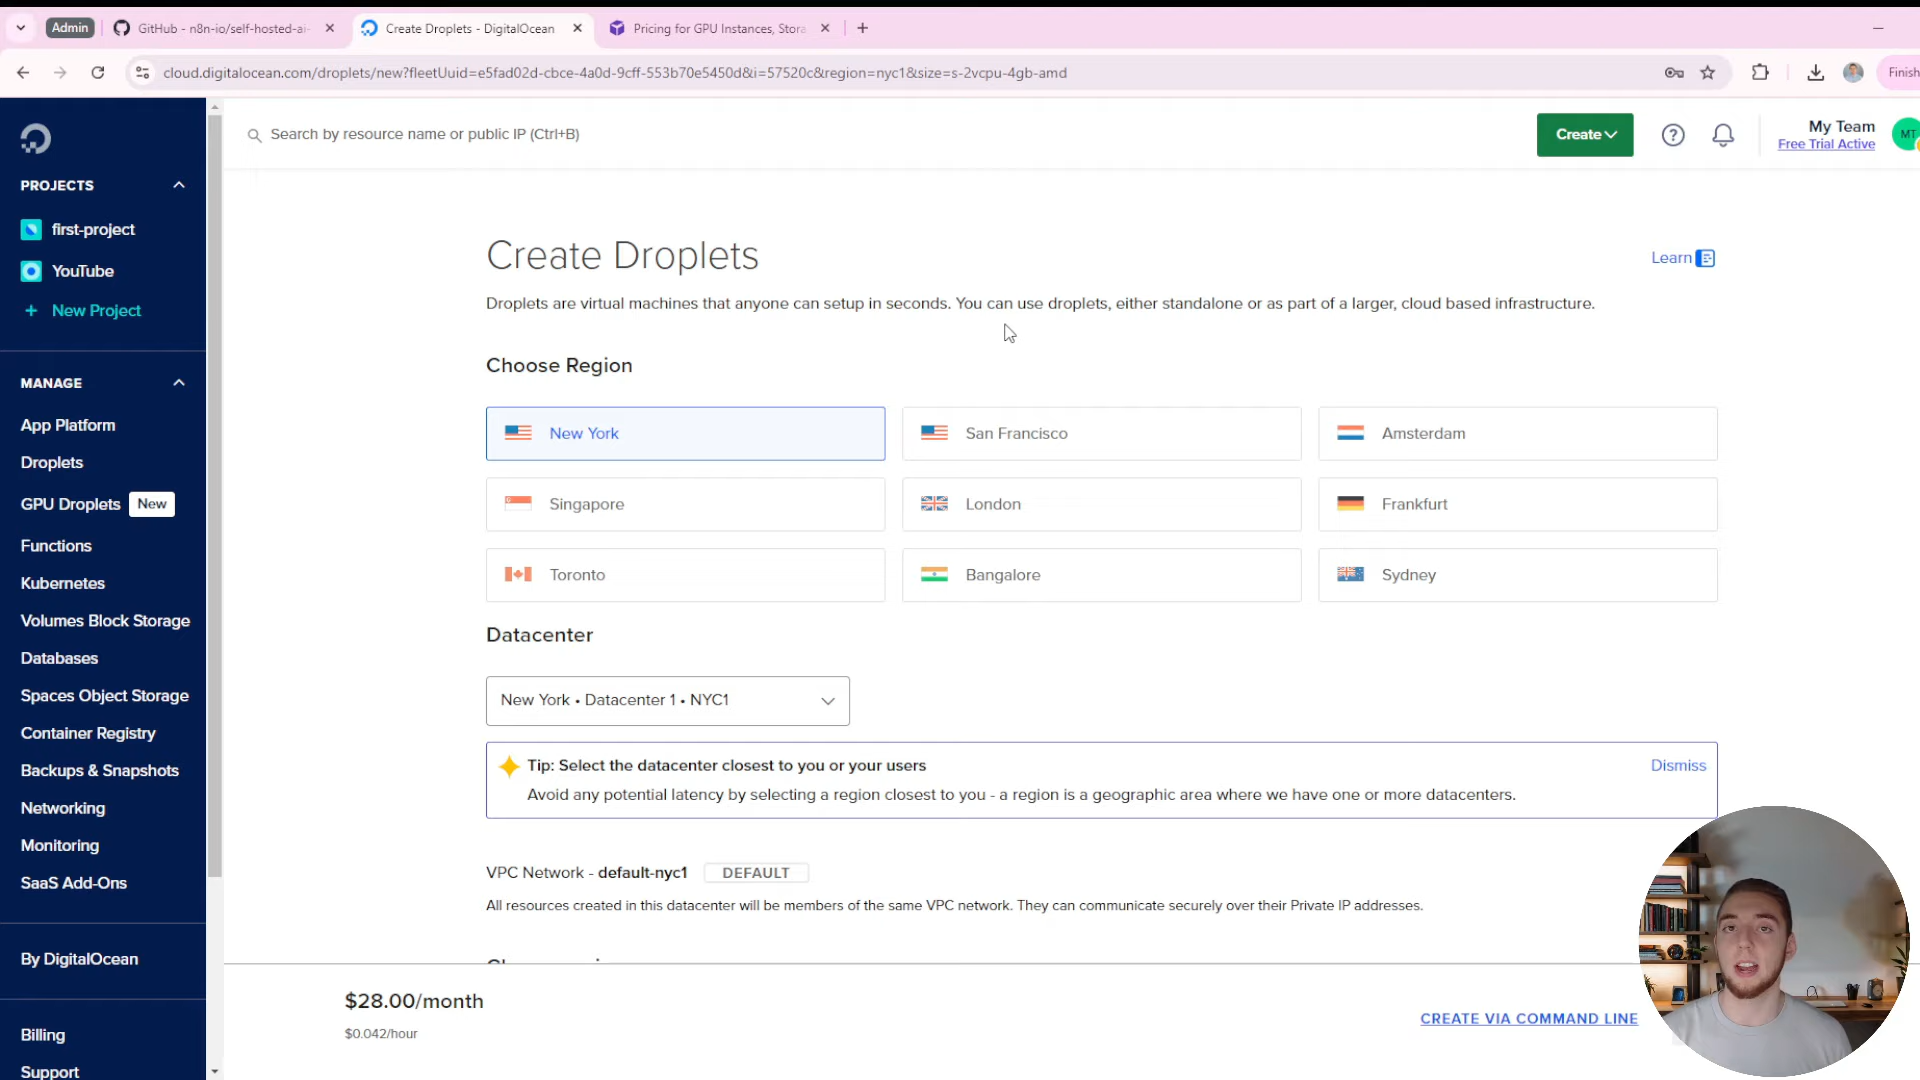 Admin
GitHub - n8n-io/self-hosted-ai-
Create Droplets - DigitalOcean
Pricing for GPU Instances, Stora
cloud.digitalocean.com/droplets/new?fleetUuid=e5fad02d-cbce-4a0d-9cff-553b70e5450d&i=57520c&region=nyc1&size=s-2vcpu-4gb-amd
Finish
Search by resource name or public IP (Ctrl+B)
Create
My Team
Free Trial Active
MT
PROJECTS
first-project
YouTube
+ New Project
MANAGE
App Platform
Droplets
GPU Droplets New
Functions
Kubernetes
Volumes Block Storage
Databases
Spaces Object Storage
Container Registry
Backups & Snapshots
Networking
Monitoring
SaaS Add-Ons
By DigitalOcean
Billing
Support
Create Droplets
Learn
Droplets are virtual machines that anyone can setup in seconds. You can use droplets, either standalone or as part of a larger, cloud based infrastructure.
Choose Region
New York
San Francisco
Amsterdam
Singapore
London
Frankfurt
Toronto
Bangalore
Sydney
Datacenter
New York • Datacenter 1 • NYC1
Tip: Select the datacenter closest to you or your users
Dismiss
Avoid any potential latency by selecting a region closest to you - a region is a geographic area where we have one or more datacenters.
VPC Network - default-nyc1 DEFAULT
All resources created in this datacenter will be members of the same VPC network. They can communicate securely over their Private IP addresses.
$28.00/month
$0.042/hour
CREATE VIA COMMAND LINE